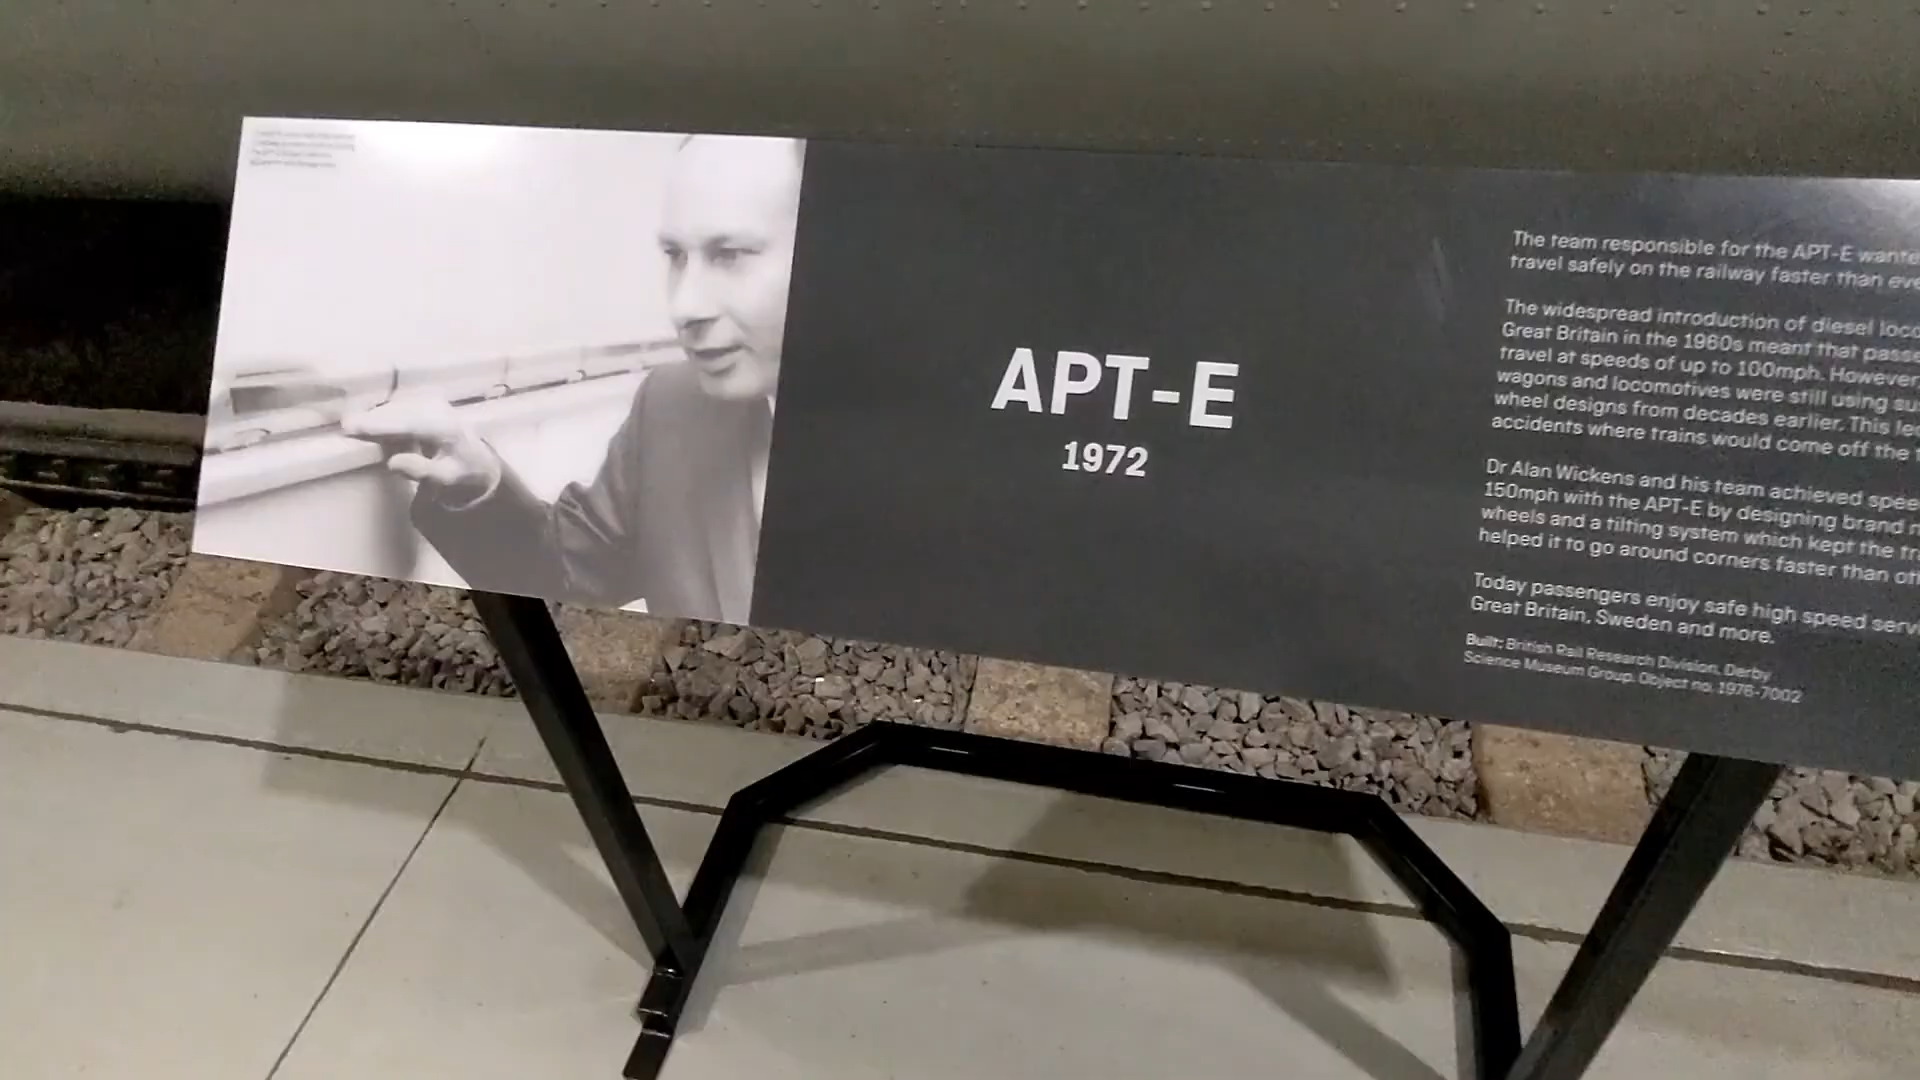 APT-E
1972
The team responsible for the APT-E wante
travel safely on the railway faster than eve
The widespread introduction of diesel loco
Great Britain in the 1960s meant that passe
travel at speeds of up to 100mph. However,
wagons and locomotives were still using su
wheel designs from decades earlier. This led
accidents where trains would come off the t
Dr Alan Wickens and his team achieved spee
150mph with the APT-E by designing brand n
wheels and a tilting system which kept the tr
helped it to go around corners faster than oth
Today passengers enjoy safe high speed servi
Great Britain, Sweden and more.
Built: British Rail Research Division, Derby
Science Museum Group. Object no. 1976-7002